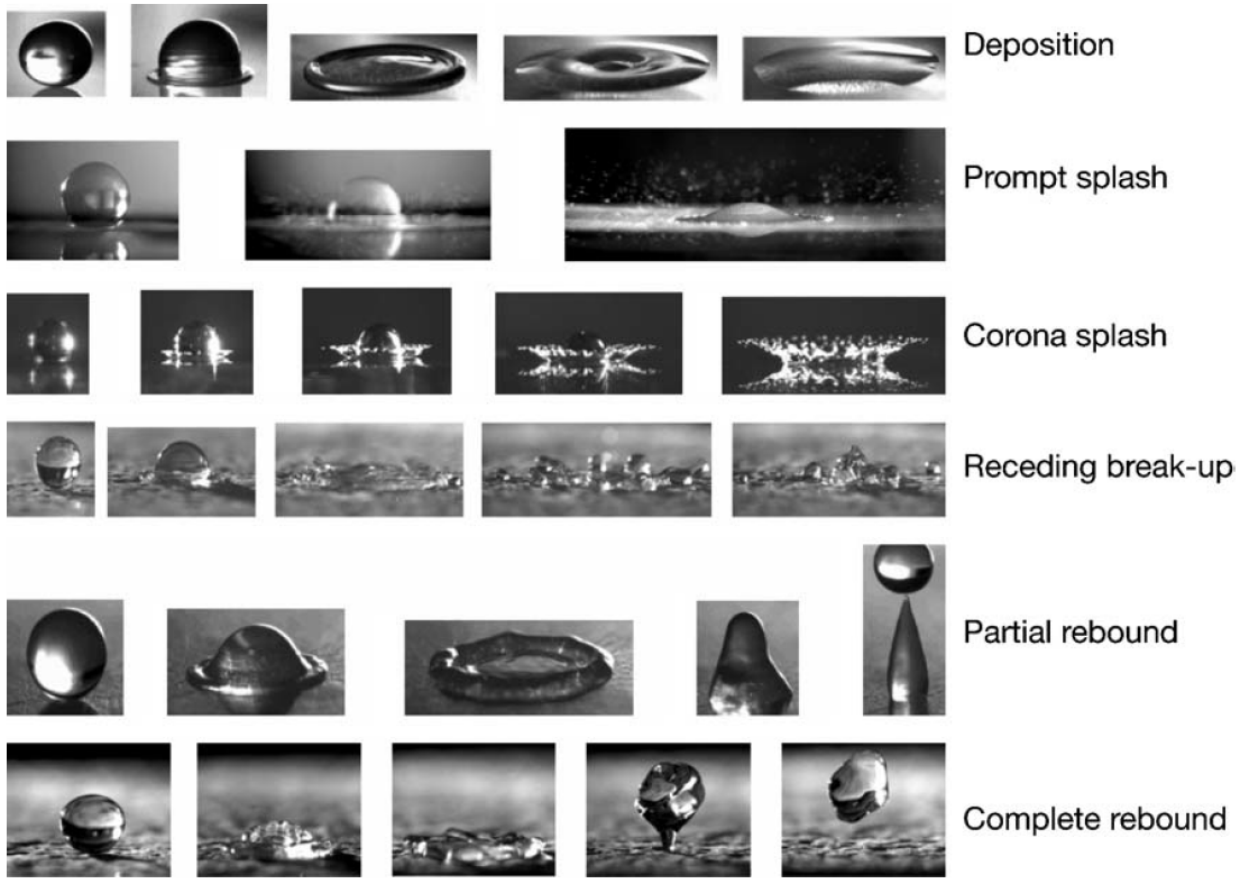 Deposition
Prompt splash
Corona splash
Receding break-up
Partial rebound
Complete rebound